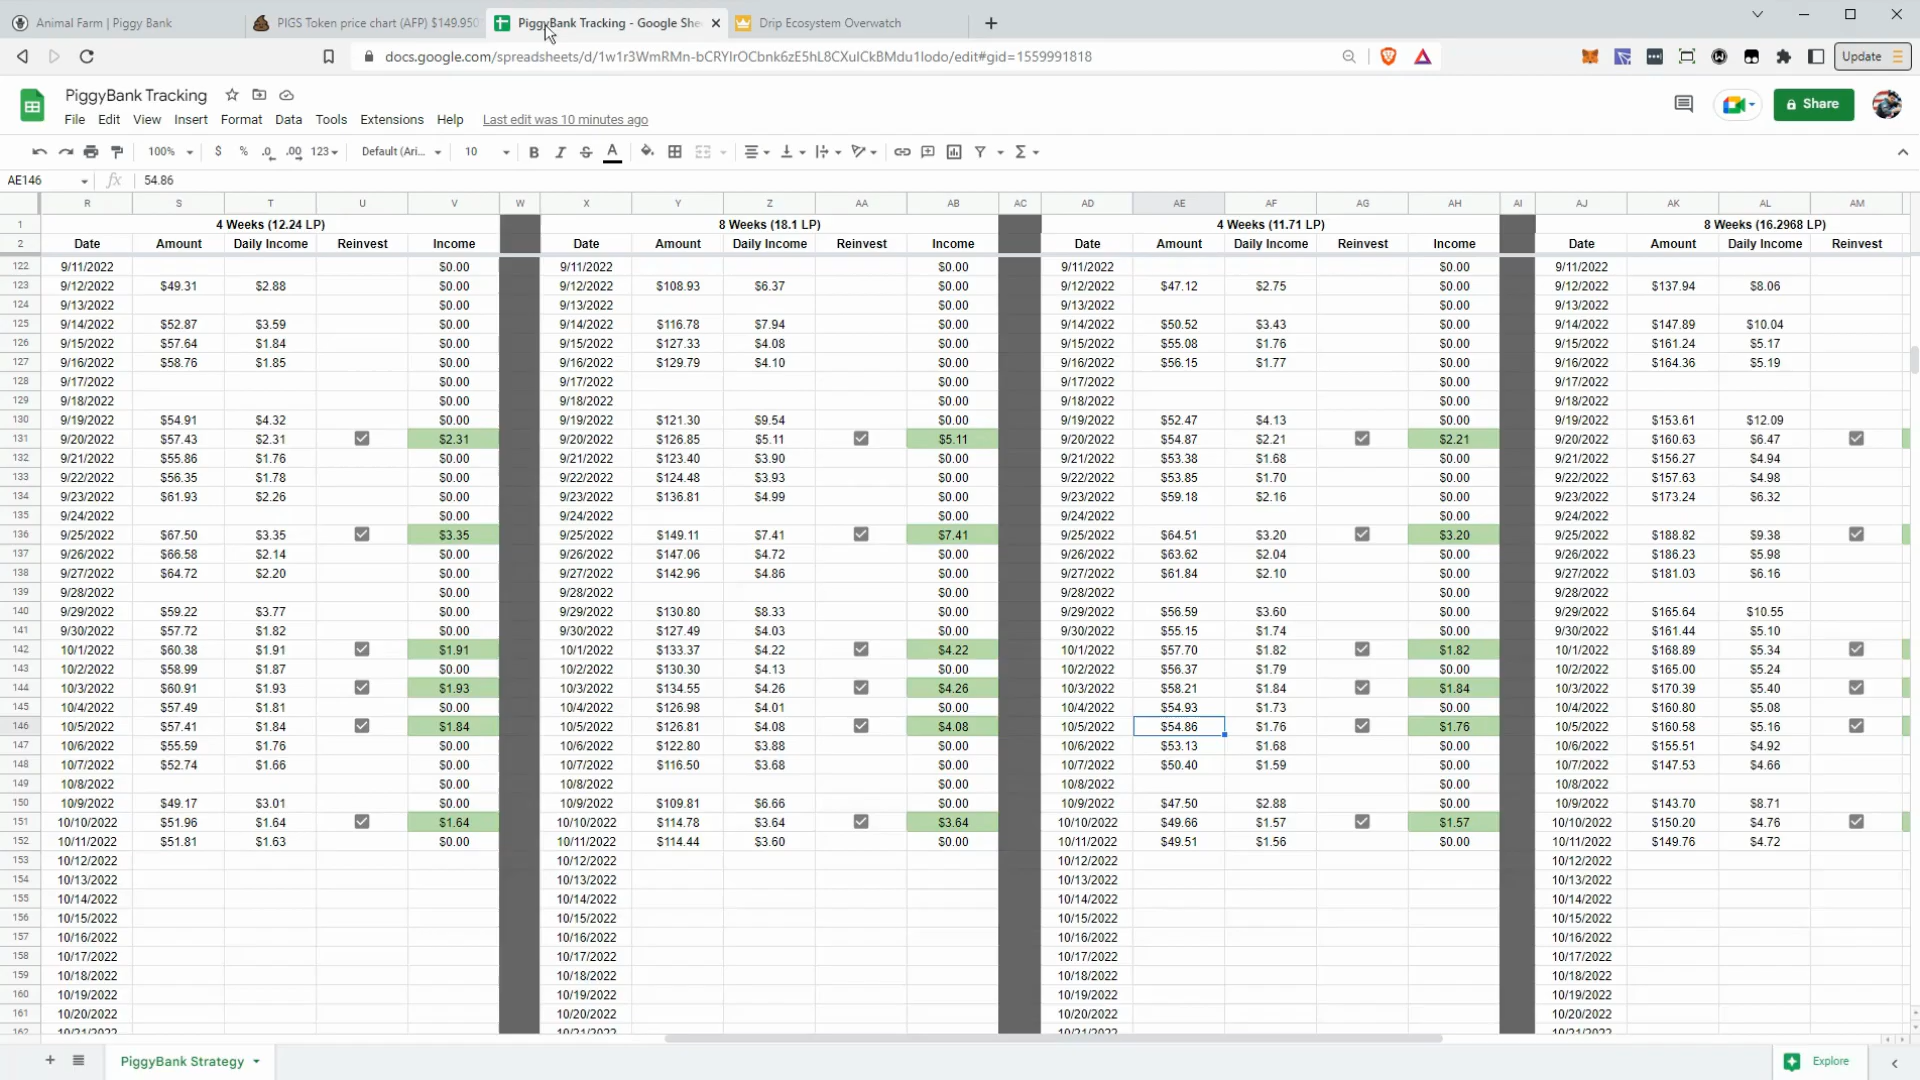 Animal Farm | Piggy Bank
PIGS Token price chart (AFP) $149.950
PiggyBank Tracking - Google She
Drip Ecosystem Overwatch
docs.google.com/spreadsheets/d/1w1r3WmRMn-bCRYIrOCbnk6zE5hL8CXuICkBMdu1Iodo/edit#gid=1559991818
Update
PiggyBank Tracking
File Edit View Insert Format Data Tools Extensions Help Last edit was 10 minutes ago
Share
100% $ % .0 .00 123 Default (Ari... 10 B I S A
AE146 fx 54.86
R S T U V W X Y Z AA AB AC AD AE AF AG AH AI AJ AK AL AM
1 4 Weeks (12.24 LP) 8 Weeks (18.1 LP) 4 Weeks (11.71 LP) 8 Weeks (16.2968 LP)
2 Date Amount Daily Income Reinvest Income Date Amount Daily Income Reinvest Income Date Amount Daily Income Reinvest Income Date Amount Daily Income Reinvest
122 9/11/2022 $0.00 9/11/2022 $0.00 9/11/2022 $0.00 9/11/2022
123 9/12/2022 $49.31 $2.88 $0.00 9/12/2022 $108.93 $6.37 $0.00 9/12/2022 $47.12 $2.75 $0.00 9/12/2022 $137.94 $8.06
124 9/13/2022 $0.00 9/13/2022 $0.00 9/13/2022 $0.00 9/13/2022
125 9/14/2022 $52.87 $3.59 $0.00 9/14/2022 $116.78 $7.94 $0.00 9/14/2022 $50.52 $3.43 $0.00 9/14/2022 $147.89 $10.04
126 9/15/2022 $57.64 $1.84 $0.00 9/15/2022 $127.33 $4.08 $0.00 9/15/2022 $55.08 $1.76 $0.00 9/15/2022 $161.24 $5.17
127 9/16/2022 $58.76 $1.85 $0.00 9/16/2022 $129.79 $4.10 $0.00 9/16/2022 $56.15 $1.77 $0.00 9/16/2022 $164.36 $5.19
128 9/17/2022 $0.00 9/17/2022 $0.00 9/17/2022 $0.00 9/17/2022
129 9/18/2022 $0.00 9/18/2022 $0.00 9/18/2022 $0.00 9/18/2022
130 9/19/2022 $54.91 $4.32 $0.00 9/19/2022 $121.30 $9.54 $0.00 9/19/2022 $52.47 $4.13 $0.00 9/19/2022 $153.61 $12.09
131 9/20/2022 $57.43 $2.31 $2.31 9/20/2022 $126.85 $5.11 $5.11 9/20/2022 $54.87 $2.21 $2.21 9/20/2022 $160.63 $6.47
132 9/21/2022 $55.86 $1.76 $0.00 9/21/2022 $123.40 $3.90 $0.00 9/21/2022 $53.38 $1.68 $0.00 9/21/2022 $156.27 $4.94
133 9/22/2022 $56.35 $1.78 $0.00 9/22/2022 $124.48 $3.93 $0.00 9/22/2022 $53.85 $1.70 $0.00 9/22/2022 $157.63 $4.98
134 9/23/2022 $61.93 $2.26 $0.00 9/23/2022 $136.81 $4.99 $0.00 9/23/2022 $59.18 $2.16 $0.00 9/23/2022 $173.24 $6.32
135 9/24/2022 $0.00 9/24/2022 $0.00 9/24/2022 $0.00 9/24/2022
136 9/25/2022 $67.50 $3.35 $3.35 9/25/2022 $149.11 $7.41 $7.41 9/25/2022 $64.51 $3.20 $3.20 9/25/2022 $188.82 $9.38
137 9/26/2022 $66.58 $2.14 $0.00 9/26/2022 $147.06 $4.72 $0.00 9/26/2022 $63.62 $2.04 $0.00 9/26/2022 $186.23 $5.98
138 9/27/2022 $64.72 $2.20 $0.00 9/27/2022 $142.96 $4.86 $0.00 9/27/2022 $61.84 $2.10 $0.00 9/27/2022 $181.03 $6.16
139 9/28/2022 $0.00 9/28/2022 $0.00 9/28/2022 $0.00 9/28/2022
140 9/29/2022 $59.22 $3.77 $0.00 9/29/2022 $130.80 $8.33 $0.00 9/29/2022 $56.59 $3.60 $0.00 9/29/2022 $165.64 $10.55
141 9/30/2022 $57.72 $1.82 $0.00 9/30/2022 $127.49 $4.03 $0.00 9/30/2022 $55.15 $1.74 $0.00 9/30/2022 $161.44 $5.10
142 10/1/2022 $60.38 $1.91 $1.91 10/1/2022 $133.37 $4.22 $4.22 10/1/2022 $57.70 $1.82 $1.82 10/1/2022 $168.89 $5.34
143 10/2/2022 $58.99 $1.87 $0.00 10/2/2022 $130.30 $4.13 $0.00 10/2/2022 $56.37 $1.79 $0.00 10/2/2022 $165.00 $5.24
144 10/3/2022 $60.91 $1.93 $1.93 10/3/2022 $134.55 $4.26 $4.26 10/3/2022 $58.21 $1.84 $1.84 10/3/2022 $170.39 $5.40
145 10/4/2022 $57.49 $1.81 $0.00 10/4/2022 $126.98 $4.01 $0.00 10/4/2022 $54.93 $1.73 $0.00 10/4/2022 $160.80 $5.08
146 10/5/2022 $57.41 $1.84 $1.84 10/5/2022 $126.81 $4.08 $4.08 10/5/2022 $54.86 $1.76 $1.76 10/5/2022 $160.58 $5.16
147 10/6/2022 $55.59 $1.76 $0.00 10/6/2022 $122.80 $3.88 $0.00 10/6/2022 $53.13 $1.68 $0.00 10/6/2022 $155.51 $4.92
148 10/7/2022 $52.74 $1.66 $0.00 10/7/2022 $116.50 $3.68 $0.00 10/7/2022 $50.40 $1.59 $0.00 10/7/2022 $147.53 $4.66
149 10/8/2022 $0.00 10/8/2022 $0.00 10/8/2022 $0.00 10/8/2022
150 10/9/2022 $49.17 $3.01 $0.00 10/9/2022 $109.81 $6.66 $0.00 10/9/2022 $47.50 $2.88 $0.00 10/9/2022 $143.70 $8.71
151 10/10/2022 $51.96 $1.64 $1.64 10/10/2022 $114.78 $3.64 $3.64 10/10/2022 $49.66 $1.57 $1.57 10/10/2022 $150.20 $4.76
152 10/11/2022 $51.81 $1.63 $0.00 10/11/2022 $114.44 $3.60 $0.00 10/11/2022 $49.51 $1.56 $0.00 10/11/2022 $149.76 $4.72
153 10/12/2022 10/12/2022 10/12/2022 10/12/2022
154 10/13/2022 10/13/2022 10/13/2022 10/13/2022
155 10/14/2022 10/14/2022 10/14/2022 10/14/2022
156 10/15/2022 10/15/2022 10/15/2022 10/15/2022
157 10/16/2022 10/16/2022 10/16/2022 10/16/2022
158 10/17/2022 10/17/2022 10/17/2022 10/17/2022
159 10/18/2022 10/18/2022 10/18/2022 10/18/2022
160 10/19/2022 10/19/2022 10/19/2022 10/19/2022
161 10/20/2022 10/20/2022 10/20/2022 10/20/2022
162 10/21/2022 10/21/2022 10/21/2022 10/21/2022
PiggyBank Strategy
Explore